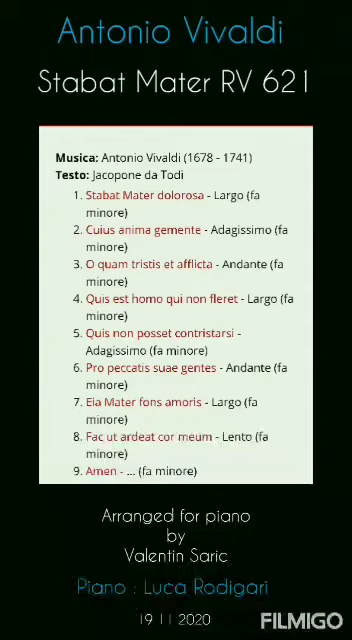 Antonio Vivaldi
Stabat Mater RV 621
Musica: Antonio Vivaldi (1678 - 1741)
Testo: Jacopone da Todi
1. Stabat Mater dolorosa - Largo (fa
minore)
2. Cuius anima gemente - Adagissimo (fa
minore)
3. O quam tristis et afflicta - Andante (fa
minore)
4. Quis est homo qui non fleret - Largo (fa
minore)
5. Quis non posset contristarsi -
Adagissimo (fa minore)
6. Pro peccatis suae gentes - Andante (fa
minore)
7. Eia Mater fons amoris - Largo (fa
minore)
8. Fac ut ardeat cor meum - Lento (fa
minore)
9. Amen - ... (fa minore)
Arranged for piano
by
Valentin Saric
Piano : Luca Rodigari
19 11 2020
FILMIGO